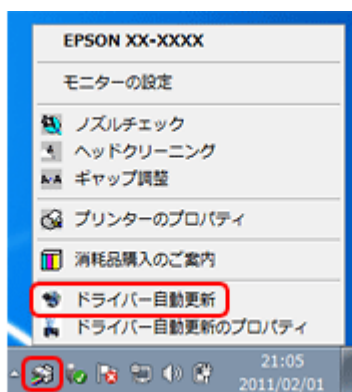 EPSON XX-XXXX
モニターの設定
ノズルチェック
ヘッドクリーニング
ギャップ調整
プリンターのプロパティ
消耗品購入のご案内
ドライバー自動更新
ドライバー自動更新のプロパティ
21:05
2011/02/01